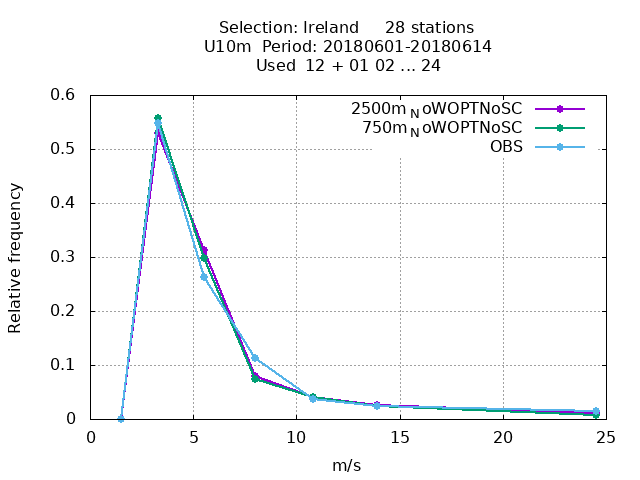 Selection: Ireland 28 stations
U10m Period: 20180601-20180614
Used 12 + 01 02 ... 24
0.6
0.5
0.4
0.3
0.2
0.1
0
Relative frequency
2500m_NoWOPTNoSC
750m_NoWOPTNoSC
OBS
0 5 10 15 20 25
m/s